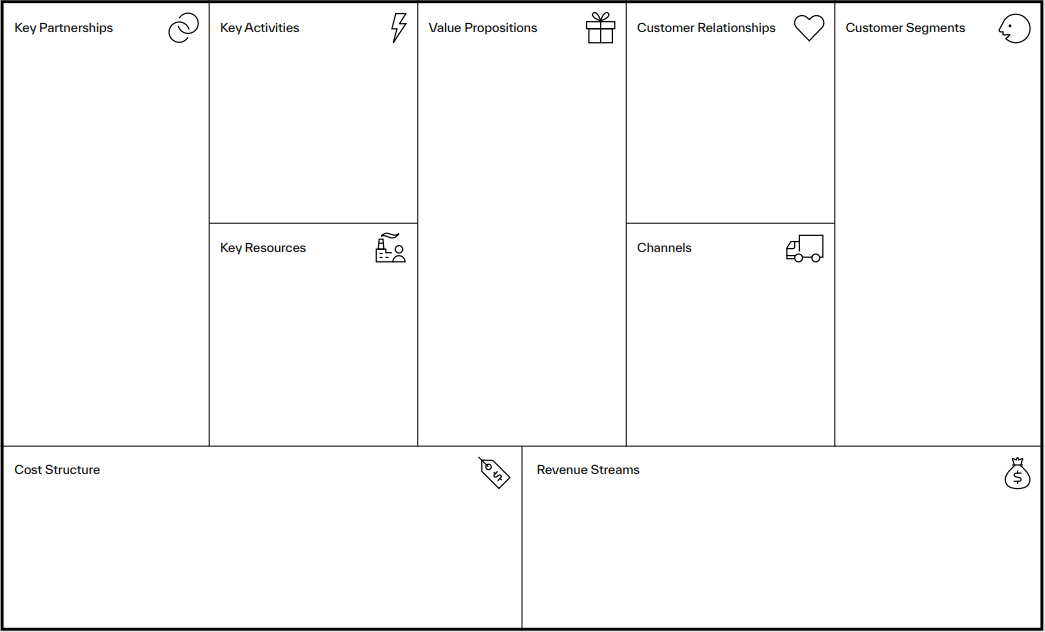 Key Partnerships
Key Activities
Value Propositions
Customer Relationships
Customer Segments
Key Resources
Channels
Cost Structure
$
Revenue Streams
$